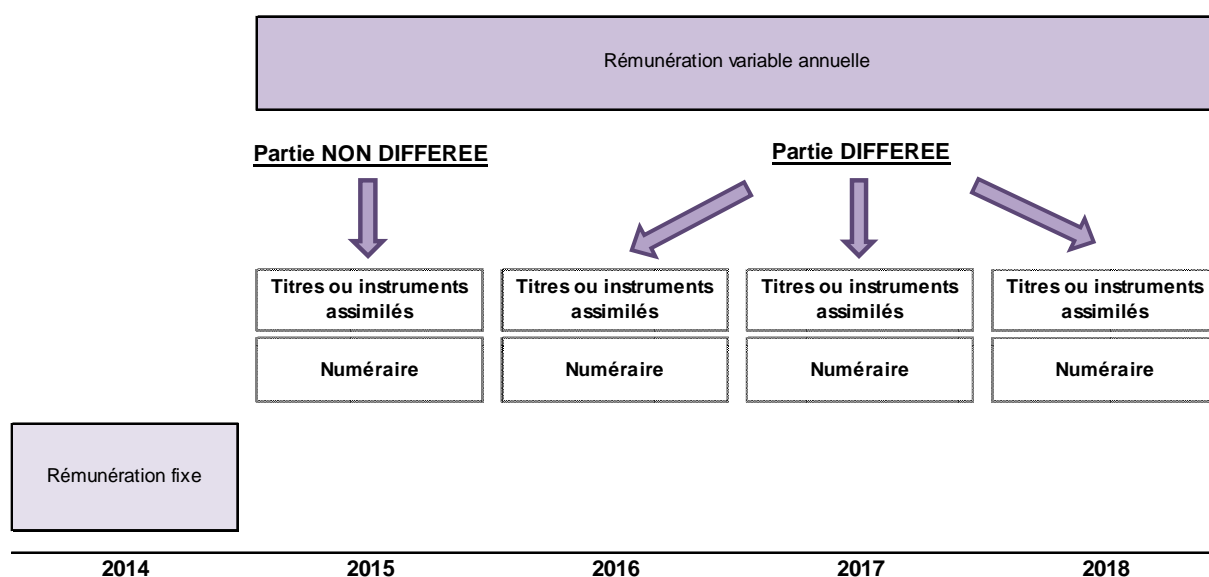 Rémunération variable annuelle
Partie NON DIFFEREE
Partie DIFFEREE
Titres ou instruments
assimilés
Titres ou instruments
assimilés
Titres ou instruments
assimilés
Titres ou instruments
assimilés
Numéraire
Numéraire
Numéraire
Numéraire
Rémunération fixe
2014
2015
2016
2017
2018